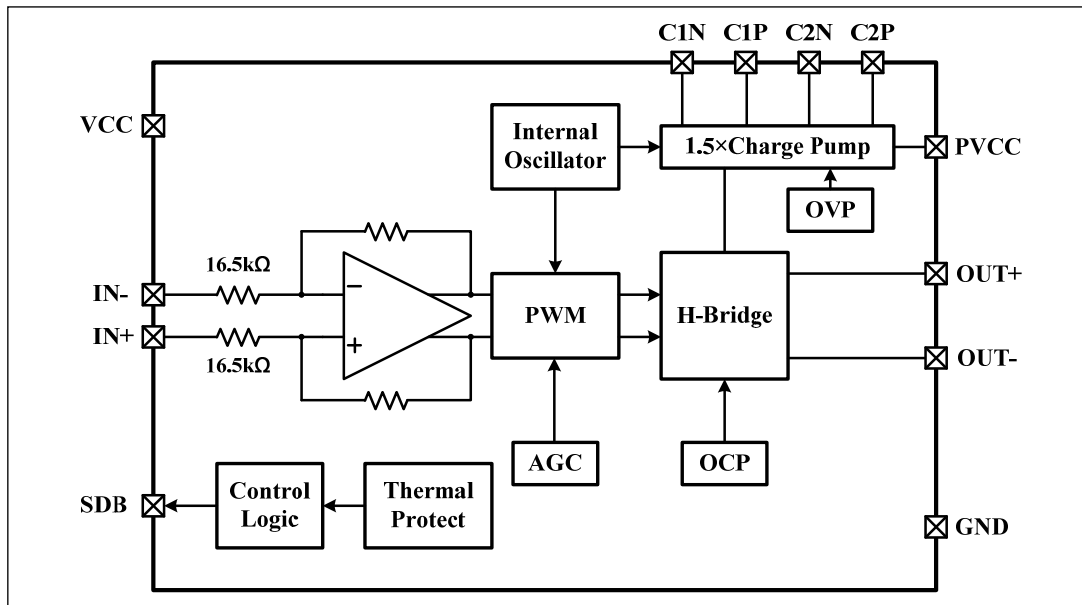 C1N C1P C2N C2P
VCC
Internal
Oscillator
1.5×Charge Pump
PVCC
OVP
16.5kΩ
IN-
IN+
16.5kΩ
−
+
PWM
H-Bridge
OUT+
OUT-
AGC
OCP
SDB
Control
Logic
Thermal
Protect
GND